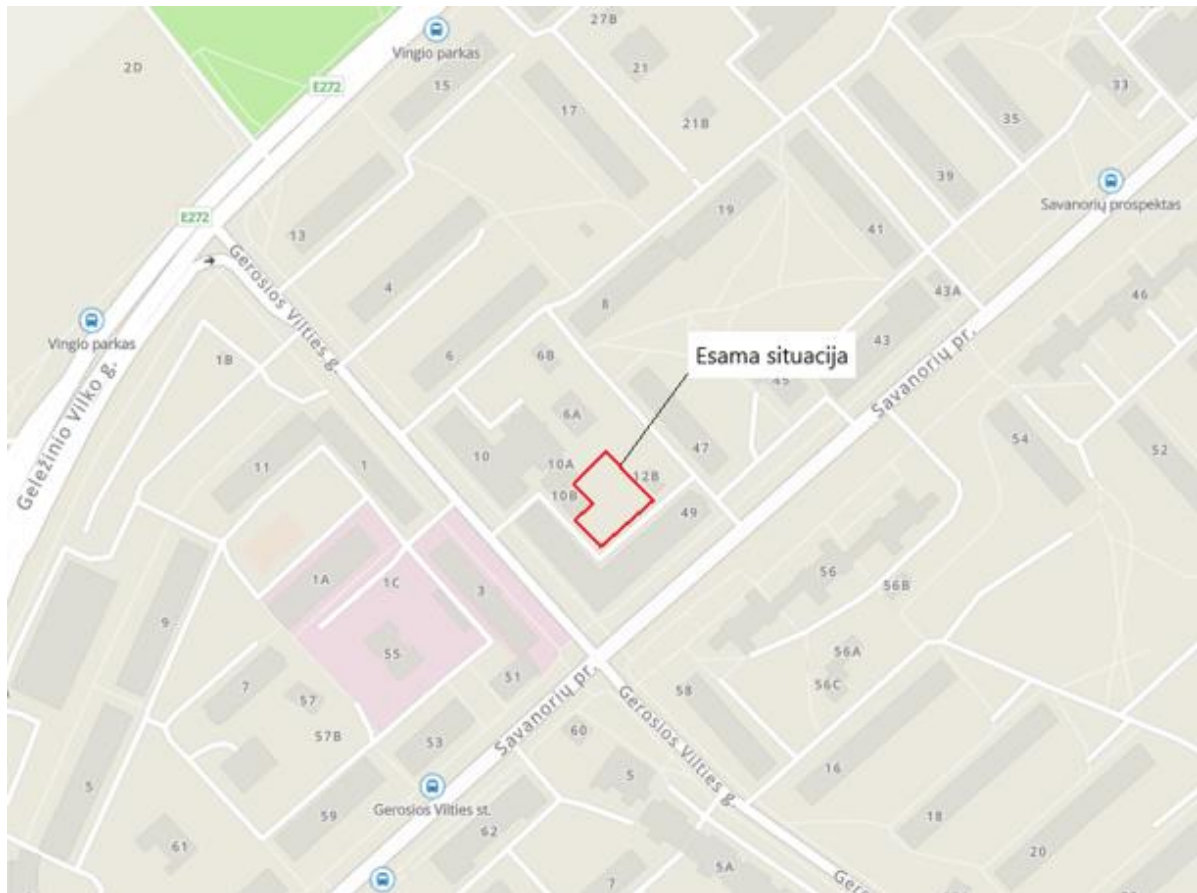 27B
Vingio parkas
2D
21
33
E272
15
17
21B
35
Savanorių prospektas
39
E272
19
13
41
Gerosios Vilties g.
4
43A
46
8
Vingio parkas
43
1B
6
6B
Esama situacija
45
Savanorių pr.
Geležinio Vilko g.
6A
54
52
11
1
10
10A
12B
47
10B
49
1A
1C
3
56
56B
9
55
56A
51
56C
7
57
58
Savanorių pr.
Gerosios Vilties g.
57B
53
60
5
5
16
Gerosios Vilties st.
59
62
18
61
20
5A
7
Gero